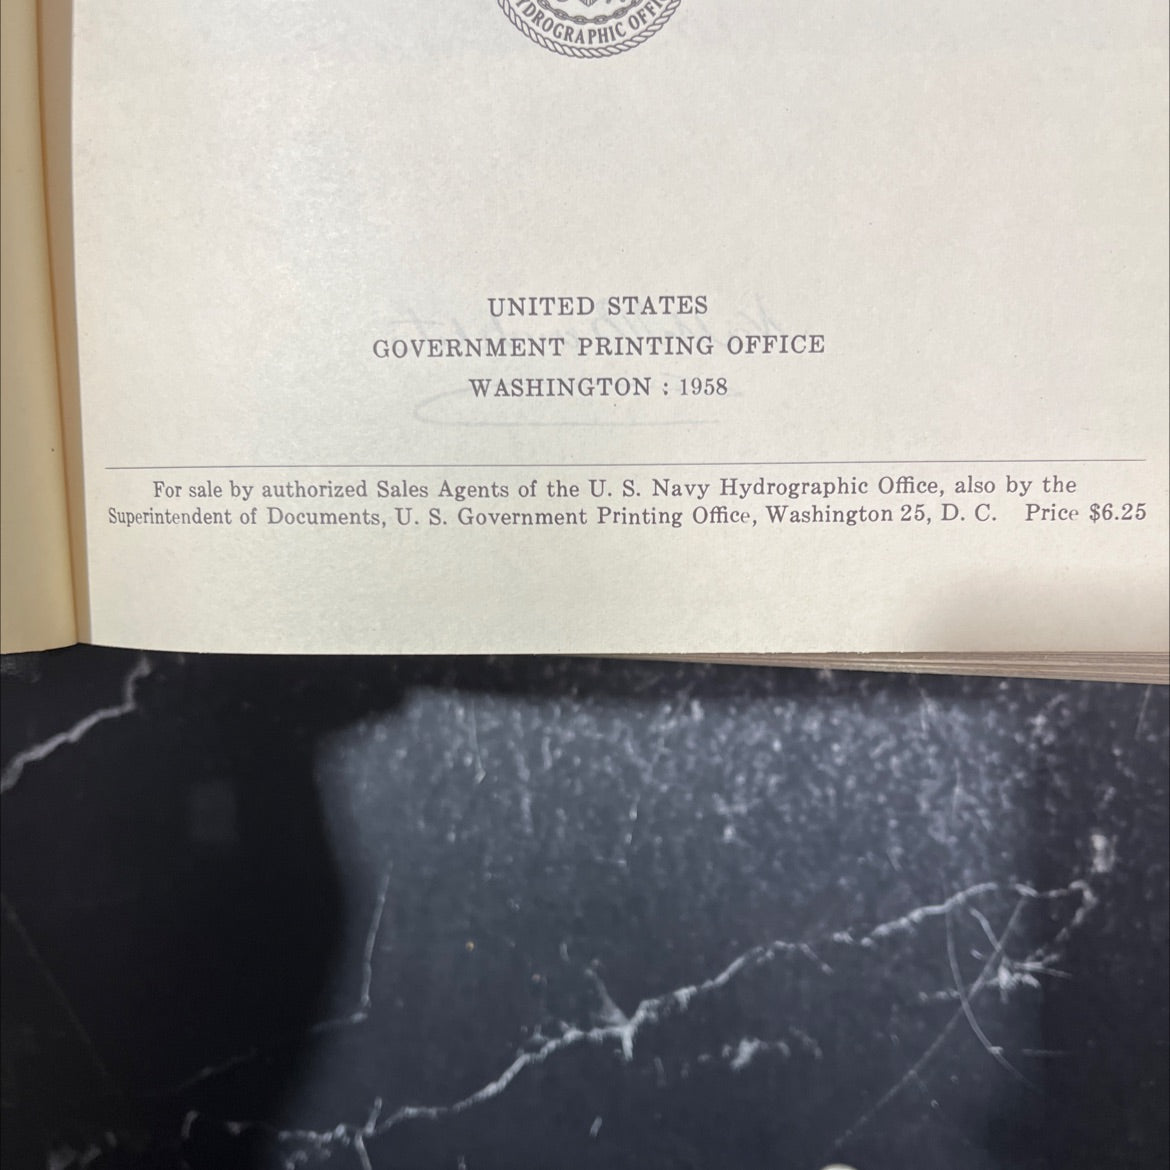 HYDROGRAPHIC OFFI
UNITED STATES
GOVERNMENT PRINTING OFFICE
WASHINGTON : 1958
For sale by authorized Sales Agents of the U. S. Navy Hydrographic Office, also by the
Superintendent of Documents, U. S. Government Printing Office, Washington 25, D. C. Price $6.25